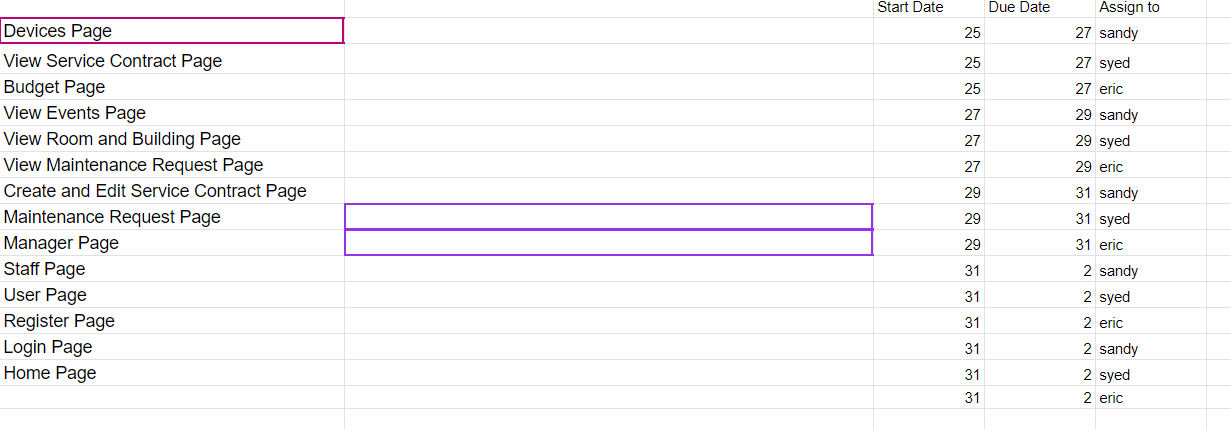 Start Date Due Date Assign to
Devices Page 25 27 sandy
View Service Contract Page 25 27 syed
Budget Page 25 27 eric
View Events Page 27 29 sandy
View Room and Building Page 27 29 syed
View Maintenance Request Page 27 29 eric
Create and Edit Service Contract Page 29 31 sandy
Maintenance Request Page 29 31 syed
Manager Page 29 31 eric
Staff Page 31 2 sandy
User Page 31 2 syed
Register Page 31 2 eric
Login Page 31 2 sandy
Home Page 31 2 syed
31 2 eric